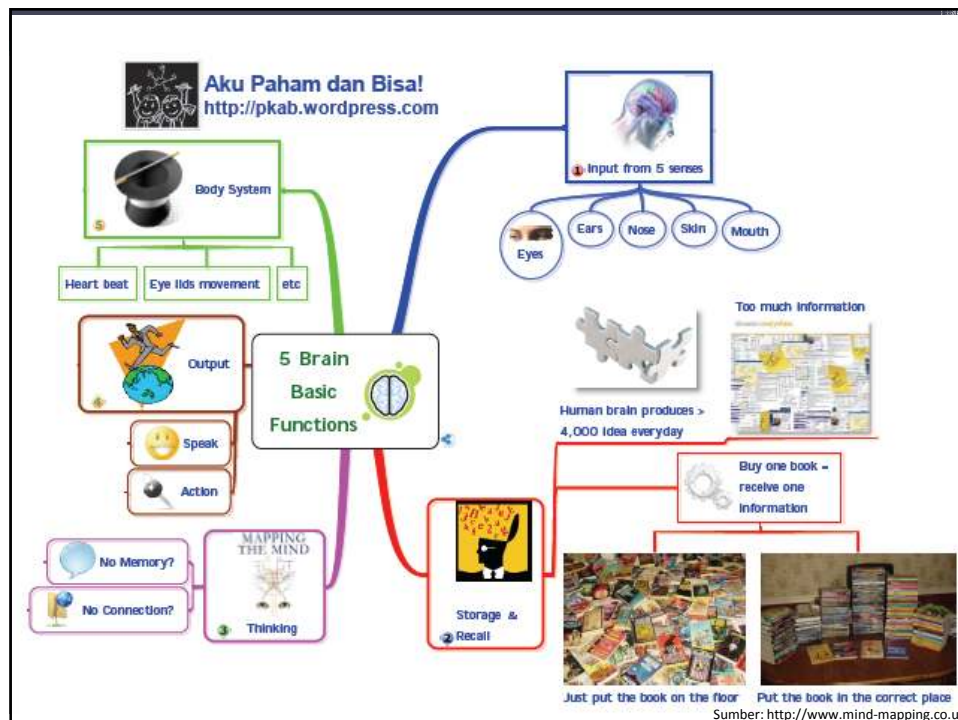 Aku Paham dan Bisa!
http://pkab.wordpress.com
1 Input from 5 senses
Eyes
Ears
Nose
Skin
Mouth
Body System
5
Heart beat
Eye lids movement
etc
Output
4
Speak
Action
5 Brain
Basic
Functions
Too much information
Human brain produces >
4,000 idea everyday
Buy one book =
receive one
information
Storage &
2 Recall
Just put the book on the floor
Put the book in the correct place
MAPPING
THE MIND
3 Thinking
No Memory?
No Connection?
Sumber: http://www.mind-mapping.co.u